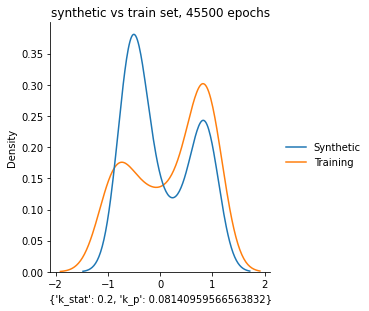 synthetic vs train set, 45500 epochs
0.35
0.30
0.25
0.20
0.15
0.10
0.05
0.00
Density
Synthetic
Training
−2 −1 0 1 2
{'k_stat': 0.2, 'k_p': 0.08140959566563832}